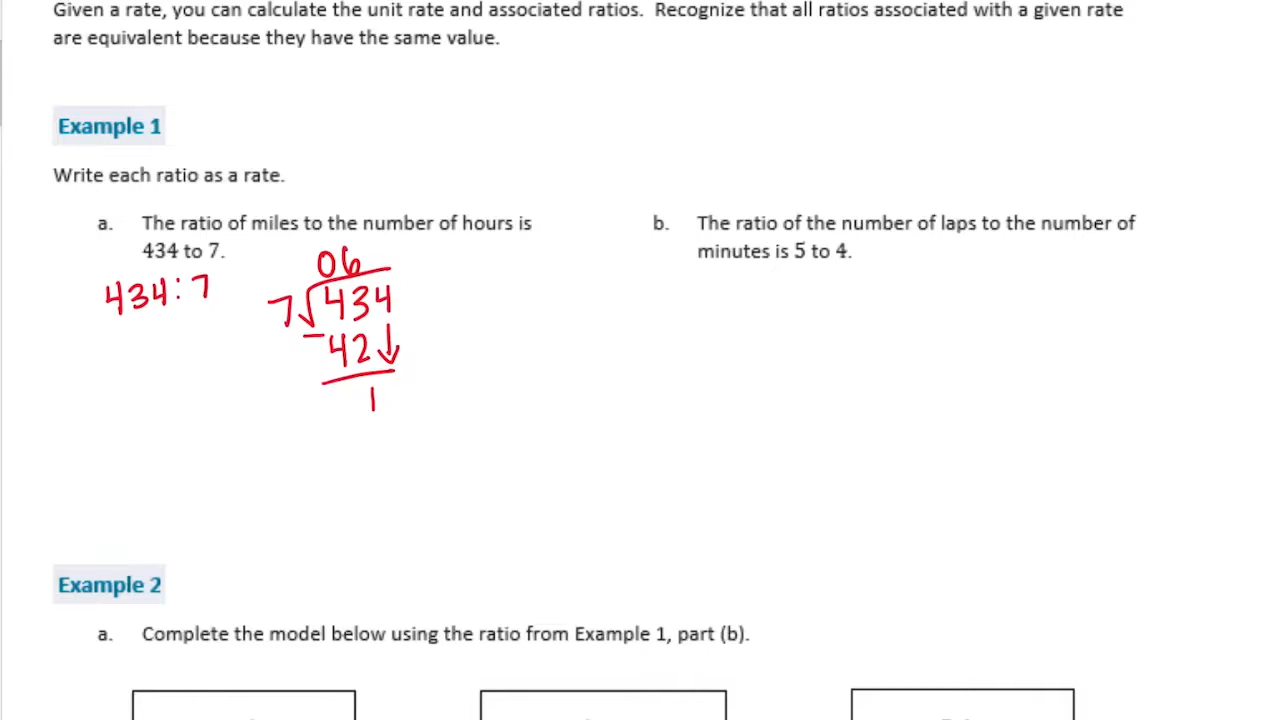 Given a rate, you can calculate the unit rate and associated ratios. Recognize that all ratios associated with a given rate
are equivalent because they have the same value.
Example 1
Write each ratio as a rate.
a. The ratio of miles to the number of hours is
434 to 7.
434:7
06
7 434
- 42 ↓
1
b. The ratio of the number of laps to the number of
minutes is 5 to 4.
Example 2
a. Complete the model below using the ratio from Example 1, part (b).